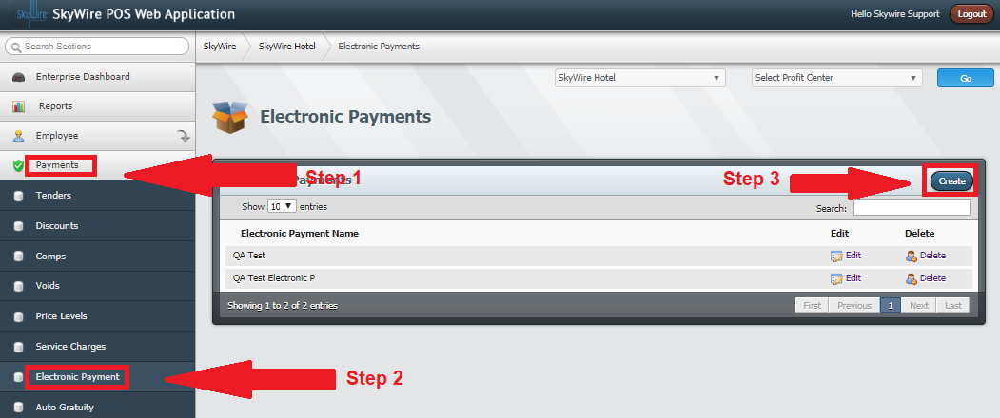 SkyWire SkyWire POS Web Application
Hello Skywire Support Logout
Search Sections
SkyWire SkyWire Hotel Electronic Payments
Enterprise Dashboard
SkyWire Hotel Select Profit Center Go
Reports
Electronic Payments
Employee
Payments
Step 1
Payments
Step 3
Create
Tenders
Show 10 entries
Search:
Discounts
Electronic Payment Name Edit Delete
Comps
QA Test Edit Delete
Voids
QA Test Electronic P Edit Delete
Price Levels
Showing 1 to 2 of 2 entries
First Previous 1 Next Last
Service Charges
Electronic Payment
Step 2
Auto Gratuity